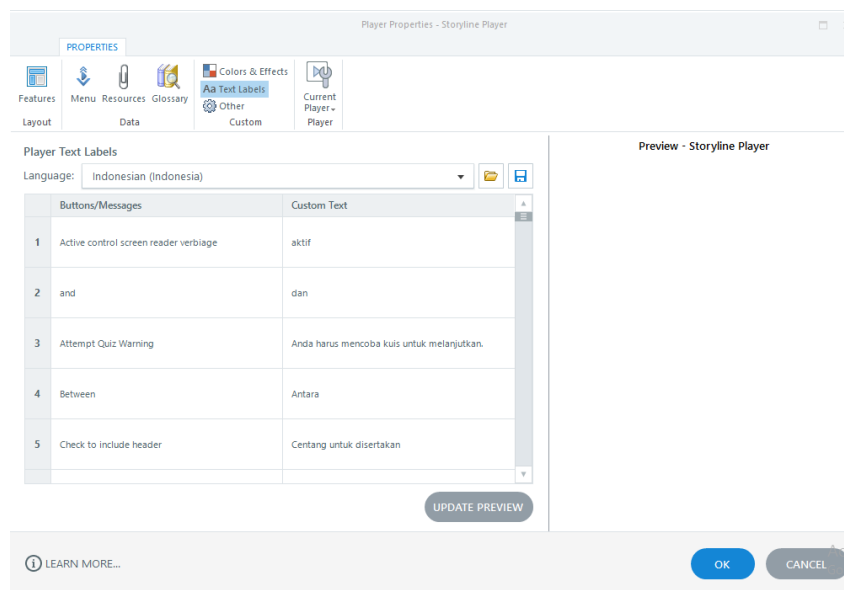 Player Properties - Storyline Player
PROPERTIES
Features
Menu
Resources
Glossary
Colors & Effects
Aa Text Labels
Other
Current
Player
Layout
Data
Custom
Player
Player Text Labels
Preview - Storyline Player
Language:
Indonesian (Indonesia)
Buttons/Messages
Custom Text
1 Active control screen reader verbiage aktif
2 and dan
3 Attempt Quiz Warning Anda harus mencoba kuis untuk melanjutkan.
4 Between Antara
5 Check to include header Centang untuk disertakan
UPDATE PREVIEW
i LEARN MORE...
OK
CANCEL